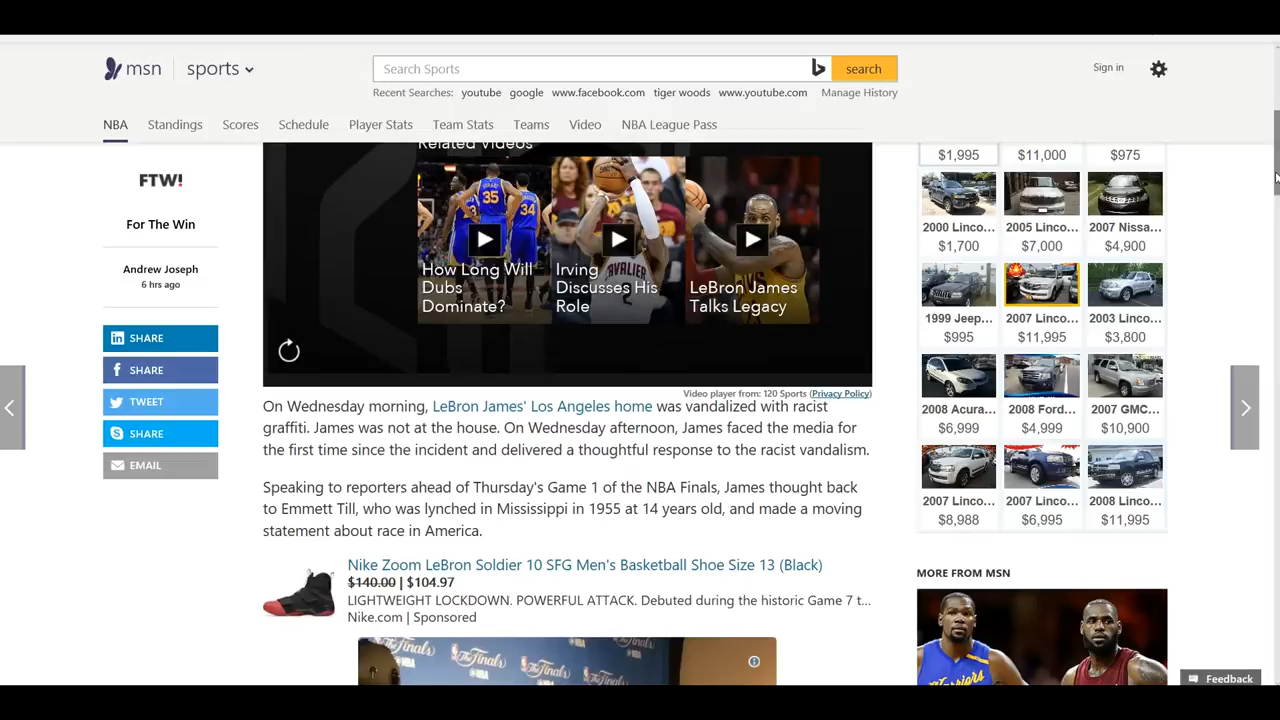 msn
sports
Search Sports
search
Sign in
Recent Searches: youtube google www.facebook.com tiger woods www.youtube.com Manage History
NBA Standings Scores Schedule Player Stats Team Stats Teams Video NBA League Pass
FTW!
For The Win
Andrew Joseph
6 hrs ago
SHARE
SHARE
TWEET
SHARE
EMAIL
Related Videos
How Long Will
Dubs
Dominate?
Irving
Discusses His
Role
LeBron James
Talks Legacy
Video player from: 120 Sports (Privacy Policy)
On Wednesday morning, LeBron James' Los Angeles home was vandalized with racist
graffiti. James was not at the house. On Wednesday afternoon, James faced the media for
the first time since the incident and delivered a thoughtful response to the racist vandalism.
Speaking to reporters ahead of Thursday's Game 1 of the NBA Finals, James thought back
to Emmett Till, who was lynched in Mississippi in 1955 at 14 years old, and made a moving
statement about race in America.
Nike Zoom LeBron Soldier 10 SFG Men's Basketball Shoe Size 13 (Black)
$140.00 | $104.97
LIGHTWEIGHT LOCKDOWN. POWERFUL ATTACK. Debuted during the historic Game 7 t...
Nike.com | Sponsored
The Finals
$1,995 $11,000 $975
2000 Linco... 2005 Linco... 2007 Nissa...
$1,700 $7,000 $4,900
1999 Jeep... 2007 Linco... 2003 Linco...
$995 $11,995 $3,800
2008 Acura... 2008 Ford... 2007 GMC...
$6,999 $4,999 $10,900
2007 Linco... 2007 Linco... 2008 Linco...
$8,988 $6,995 $11,995
MORE FROM MSN
Warriors
Feedback